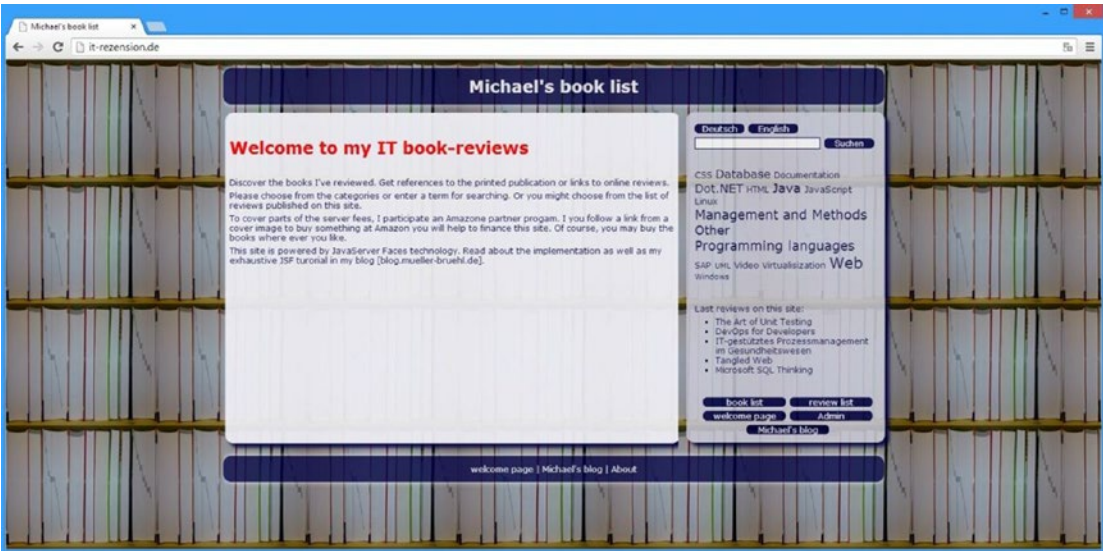 Michael's book list
it-rezension.de
Michael's book list
Welcome to my IT book-reviews
Discover the books I've reviewed. Get references to the printed publication or links to online reviews.
Please choose from the categories or enter a term for searching. Or you might choose from the list of
reviews published on this site.
To cover parts of the server fees, I participate an Amazone partner progam. I you follow a link from a
cover image to buy something at Amazon you will help to finance this site. Of course, you may buy the
books where ever you like.
This site is powered by JavaServer Faces technology. Read about the implementation as well as my
exhaustive JSF turorial in my blog [blog.mueller-bruehl.de].
Deutsch English
Suchen
CSS Database Documentation
Dot.NET HTML Java JavaScript
Linux
Management and Methods
Other
Programming languages
SAP UML Video Virtualisization Web
Windows
Last reviews on this site:
• The Art of Unit Testing
• DevOps for Developers
• IT-gestütztes Prozessmanagement
im Gesundheitswesen
• Tangled Web
• Microsoft SQL Thinking
book list review list
welcome page Admin
Michael's blog
welcome page | Michael's blog | About